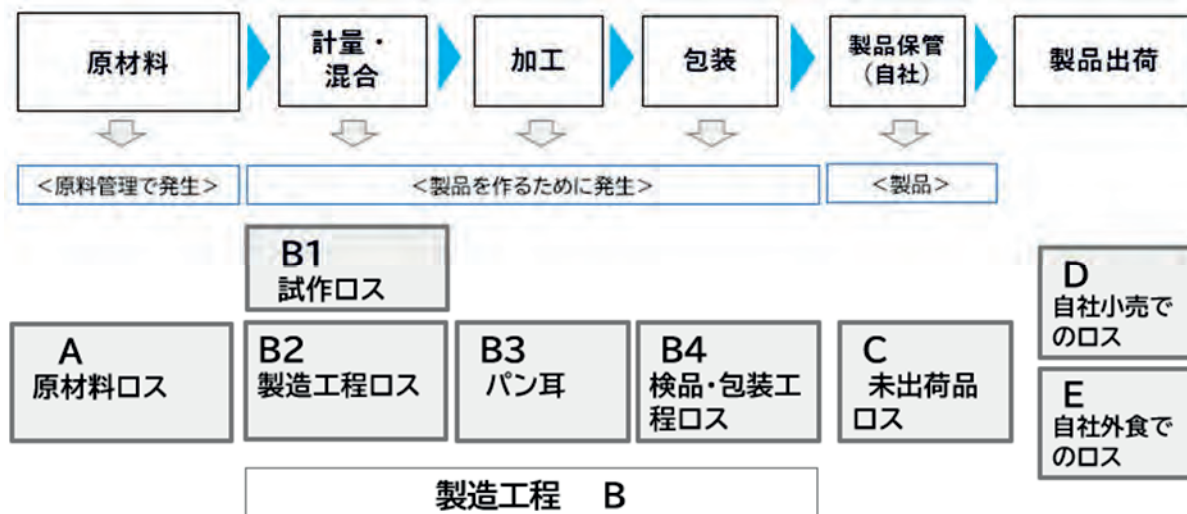 原材料
計量・
混合
加工
包装
製品保管
（自社）
製品出荷
＜原料管理で発生＞
＜製品を作るために発生＞
＜製品＞
B1
試作ロス
A
原材料ロス
B2
製造工程ロス
B3
パン耳
B4
検品・包装工
程ロス
C
未出荷品
ロス
D
自社小売で
のロス
E
自社外食で
のロス
製造工程 B